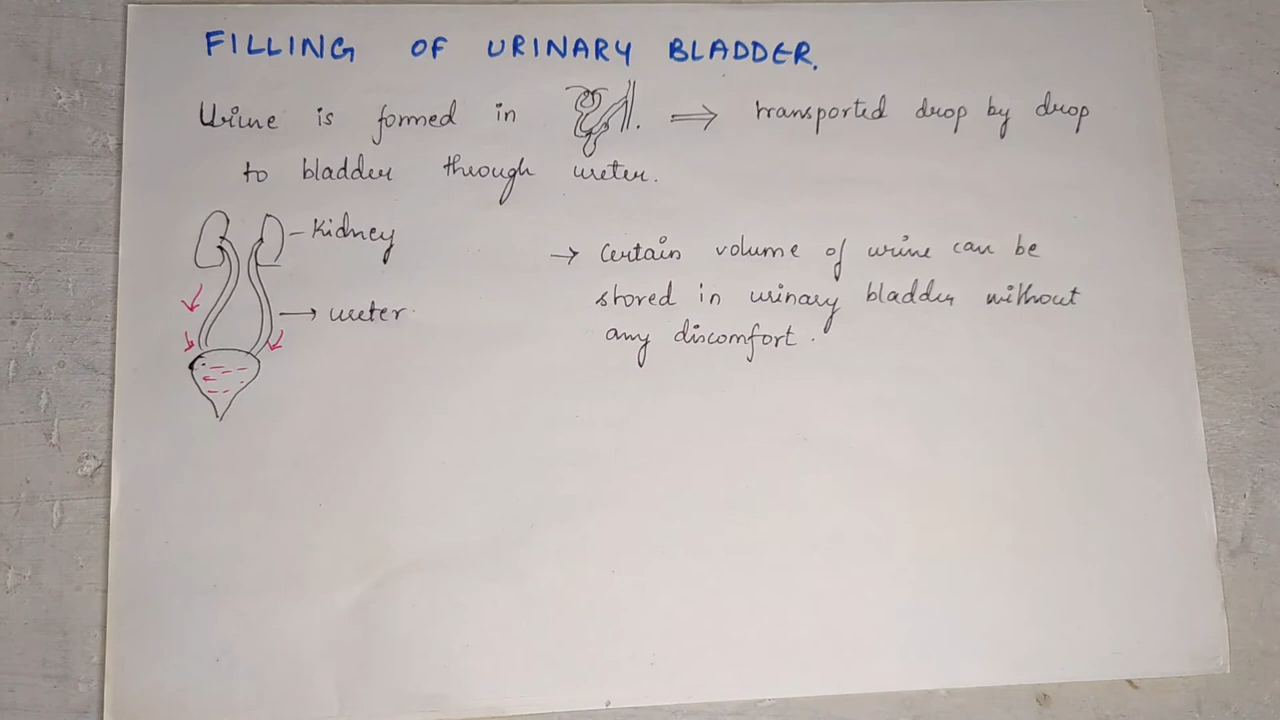 FILLING OF URINARY BLADDER.
Urine is formed in ⇒ transported drop by drop
to bladder through ureter.
- Kidney
→ ureter.
→ Certain volume of urine can be
stored in urinary bladder without
any discomfort.